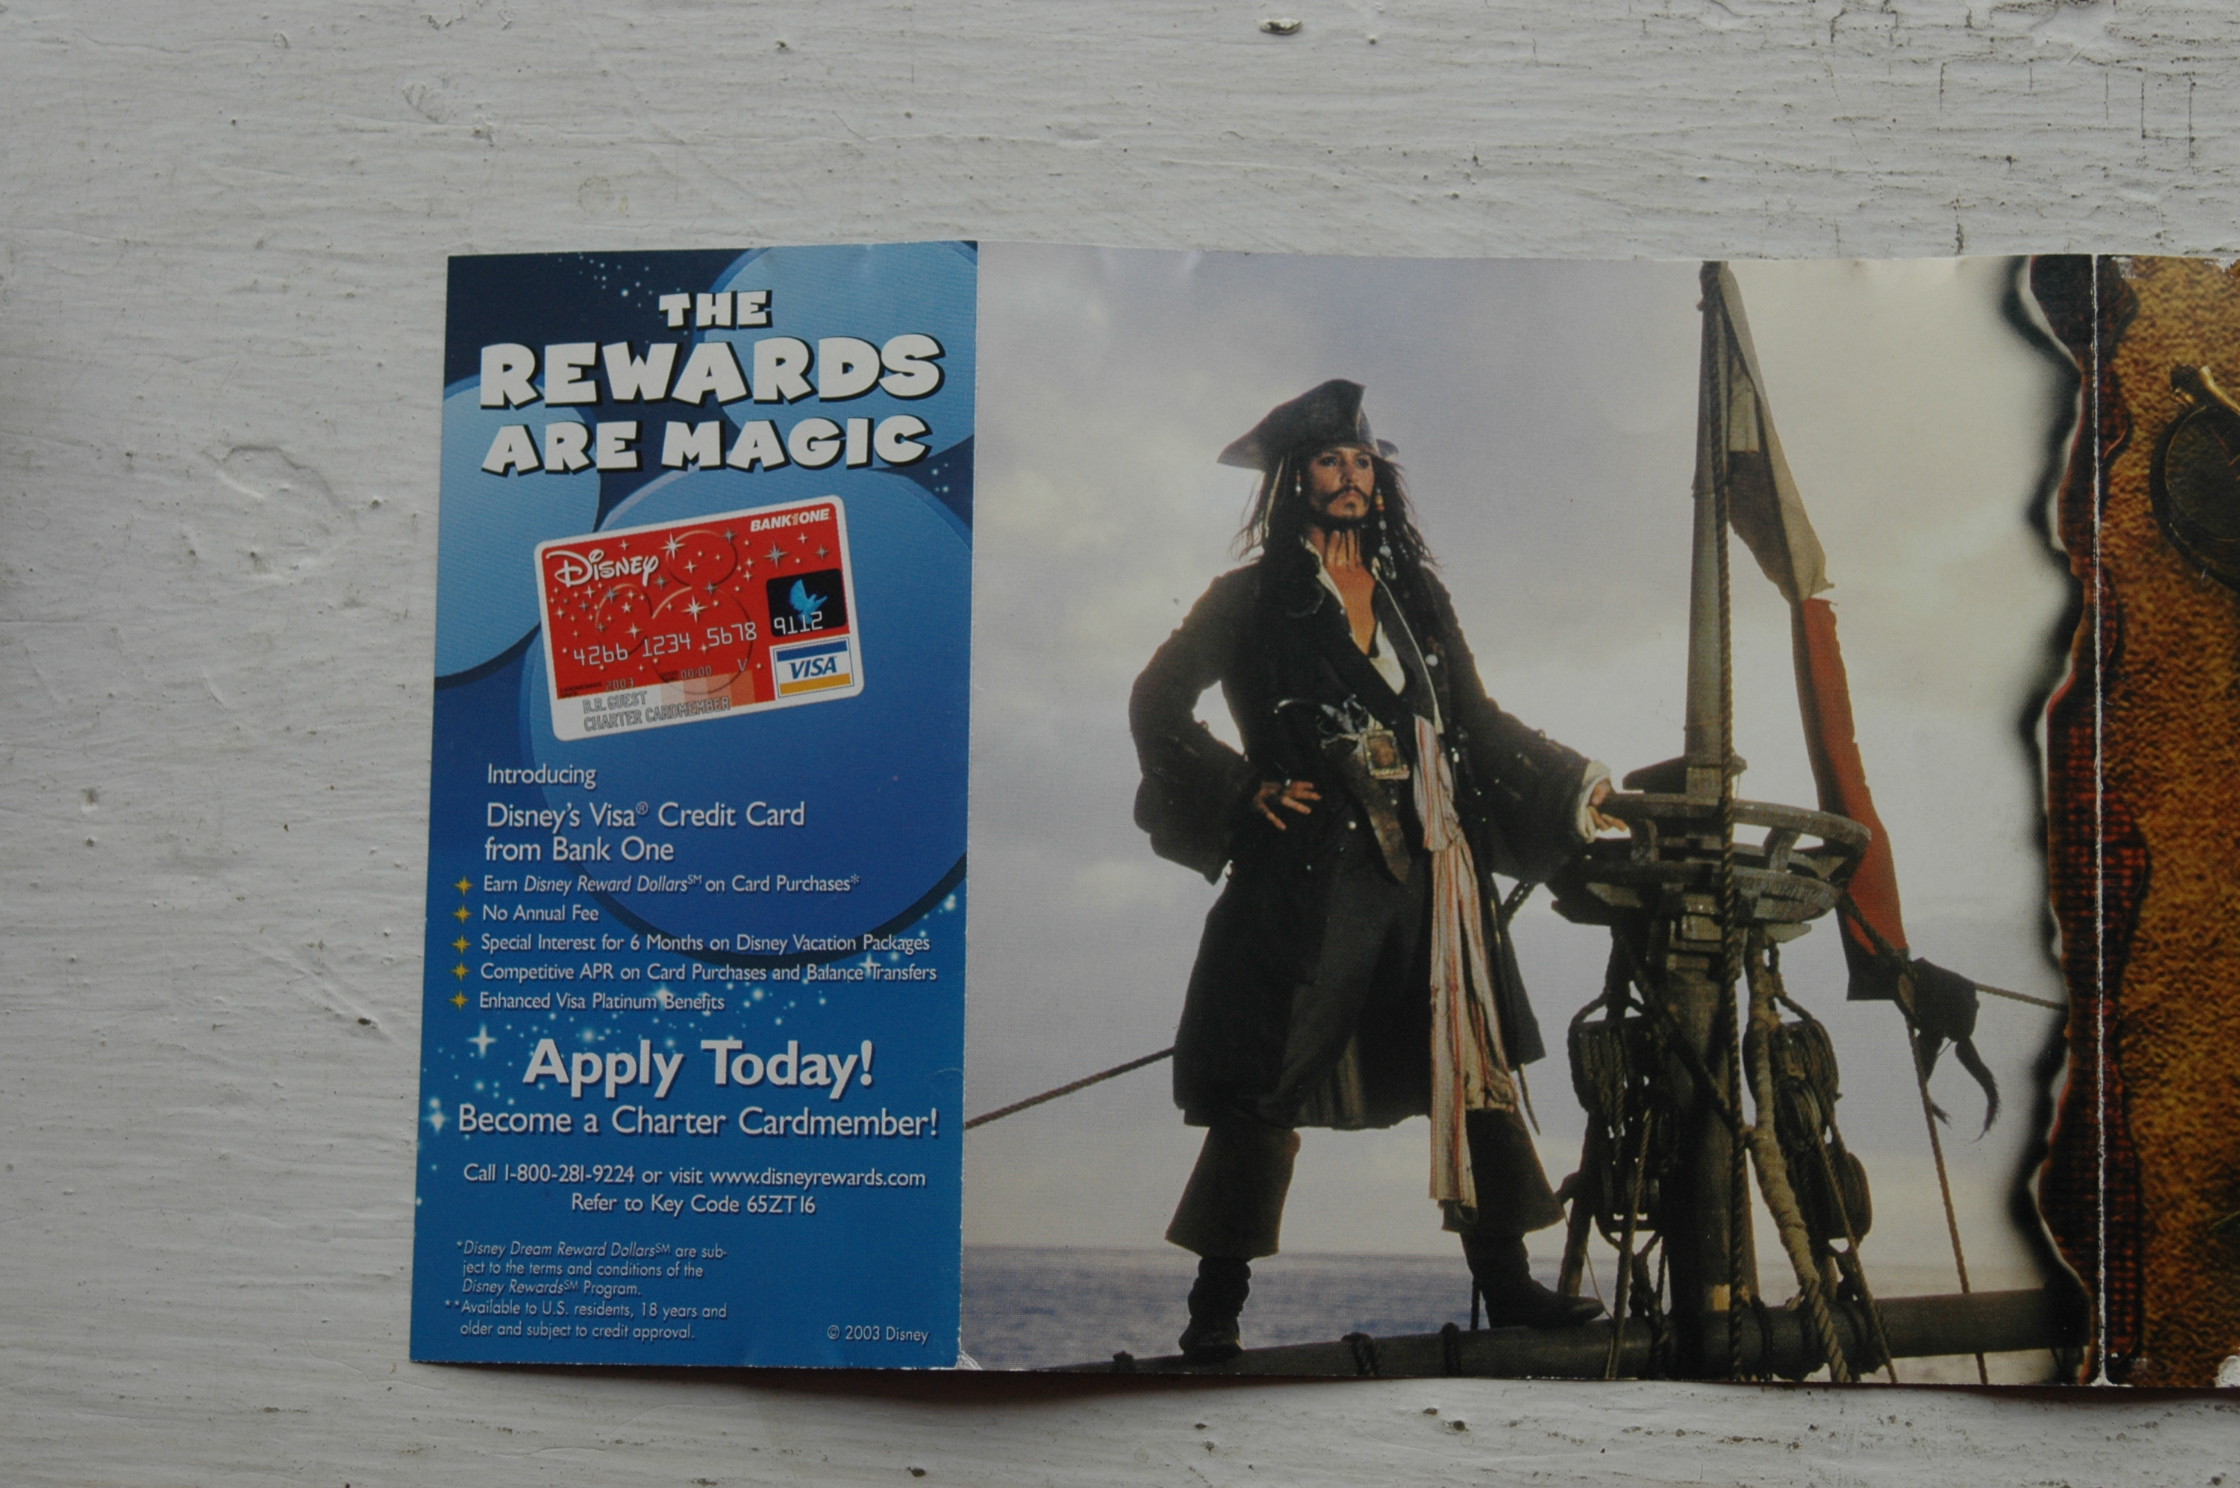 THE
REWARDS
ARE MAGIC
BANK ONE
Disney
4266 1234 5678 9112
2003 00:00 V
VISA
B.R. GUEST
CHARTER CARDMEMBER
Introducing
Disney's Visa® Credit Card
from Bank One
Earn Disney Reward Dollars℠ on Card Purchases*
No Annual Fee
Special Interest for 6 Months on Disney Vacation Packages
Competitive APR on Card Purchases and Balance Transfers
Enhanced Visa Platinum Benefits
Apply Today!
Become a Charter Cardmember!
Call 1-800-281-9224 or visit www.disneyrewards.com
Refer to Key Code 65ZT16
*Disney Dream Reward Dollars℠ are sub-
ject to the terms and conditions of the
Disney Rewards℠ Program.
**Available to U.S. residents, 18 years and
older and subject to credit approval.
© 2003 Disney